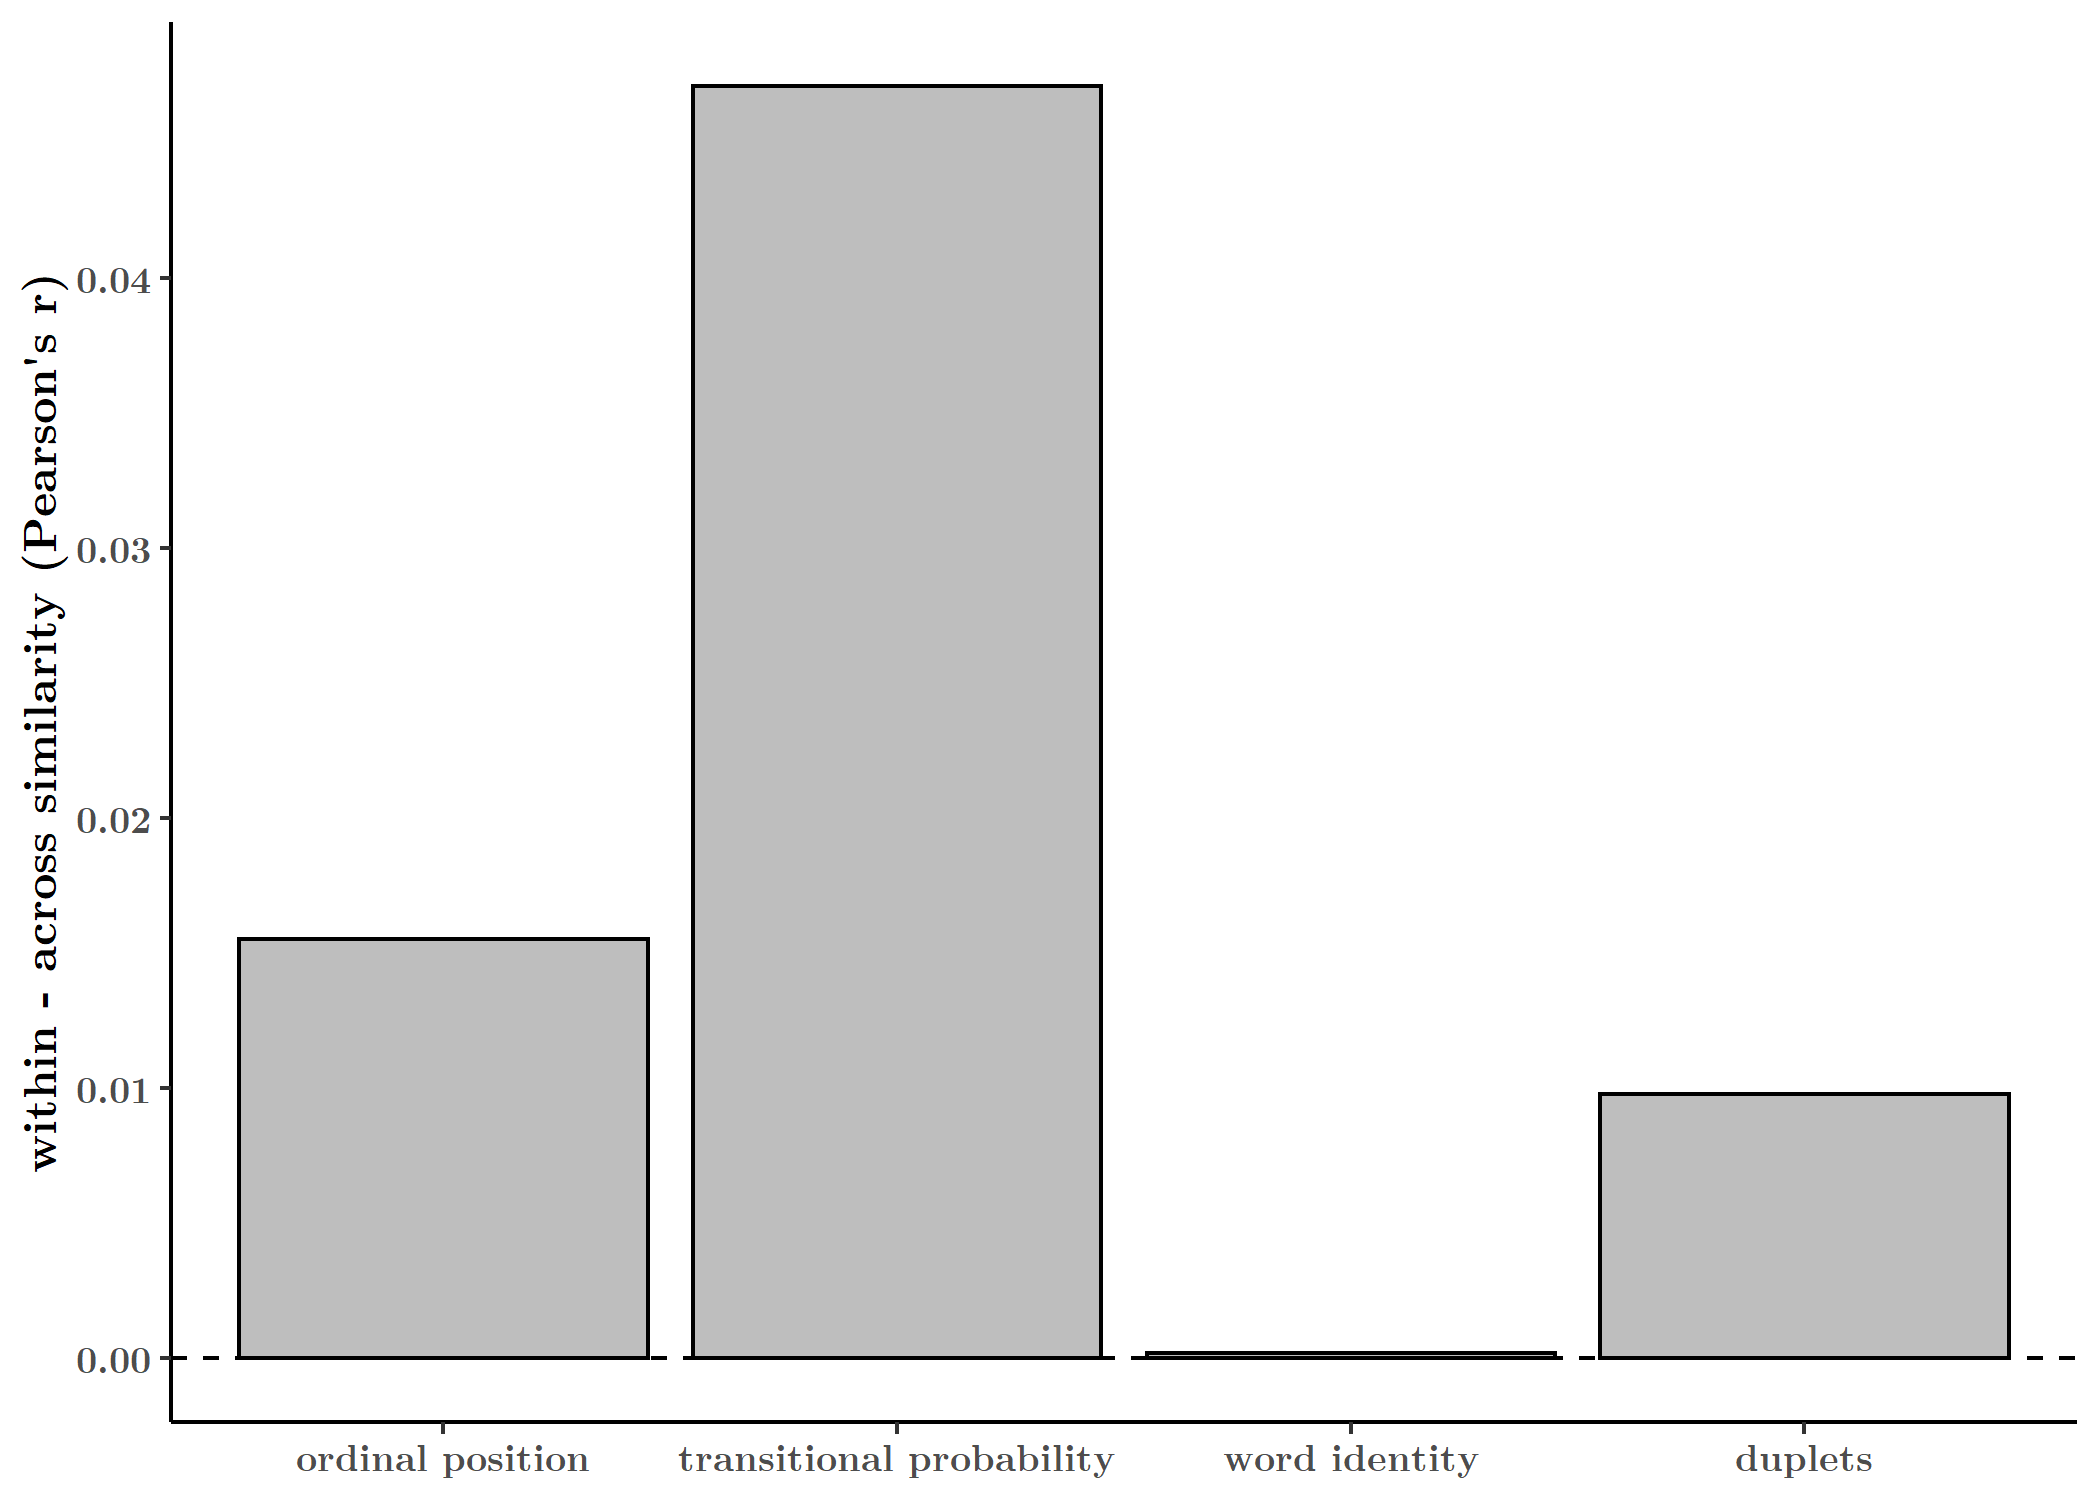 within - across similarity (Pearson's r)
0.04
0.03
0.02
0.01
0.00
ordinal position
transitional probability
word identity
duplets